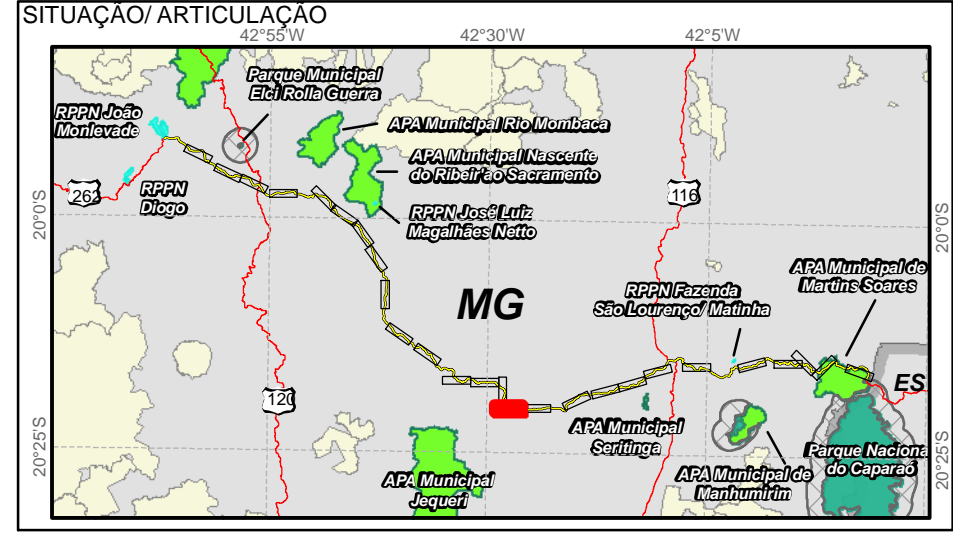 SITUAÇÃO/ ARTICULAÇÃO
42°55'W
42°30'W
42°5'W
Parque Municipal
Elci Rolla Guerra
RPPN João
Monlevade
APA Municipal Rio Mombaca
APA Municipal Nascente
do Ribeir'ao Sacramento
262
RPPN
Diogo
116
RPPN José Luiz
Magalhães Netto
20°0'S
20°0'S
APA Municipal de
Martins Soares
RPPN Fazenda
São Lourenço/ Matinha
MG
ES
120
APA Municipal
Seritinga
20°25'S
20°25'S
Parque Naciona
do Caparaó
APA Municipal
Jequeri
APA Municipal de
Manhumirim